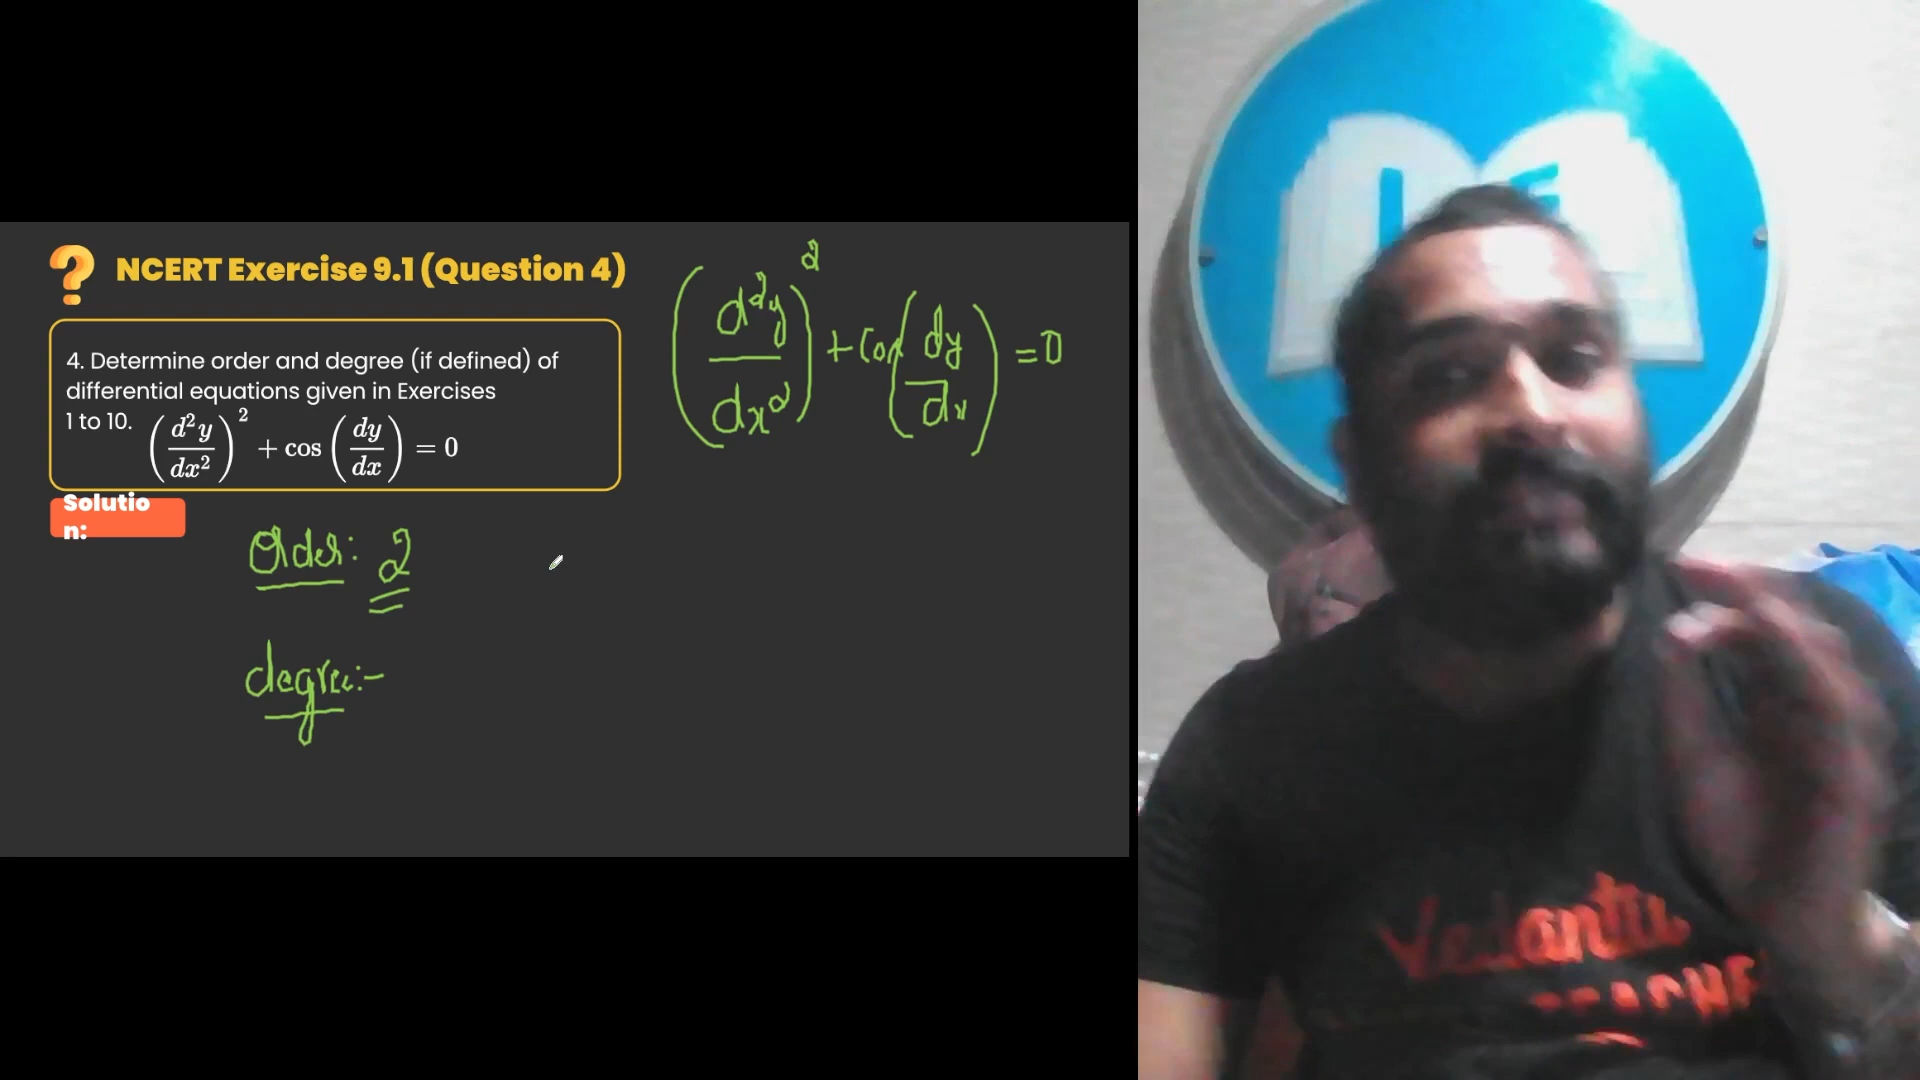 NCERT Exercise 9.1 (Question 4)
4. Determine order and degree (if defined) of
differential equations given in Exercises
1 to 10. (d²y/dx²)² + cos(dy/dx) = 0
Solutio
n:
(d²y/dx²)² + Cos(dy/dx) = 0
Order: 2
degree:-
Vedantu